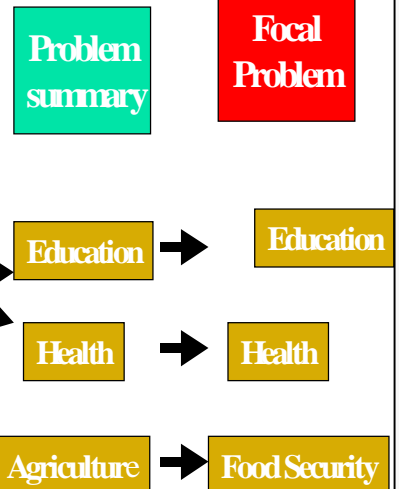 Problem
summary
Focal
Problem
Education
Education
Health
Health
Agriculture
Food Security